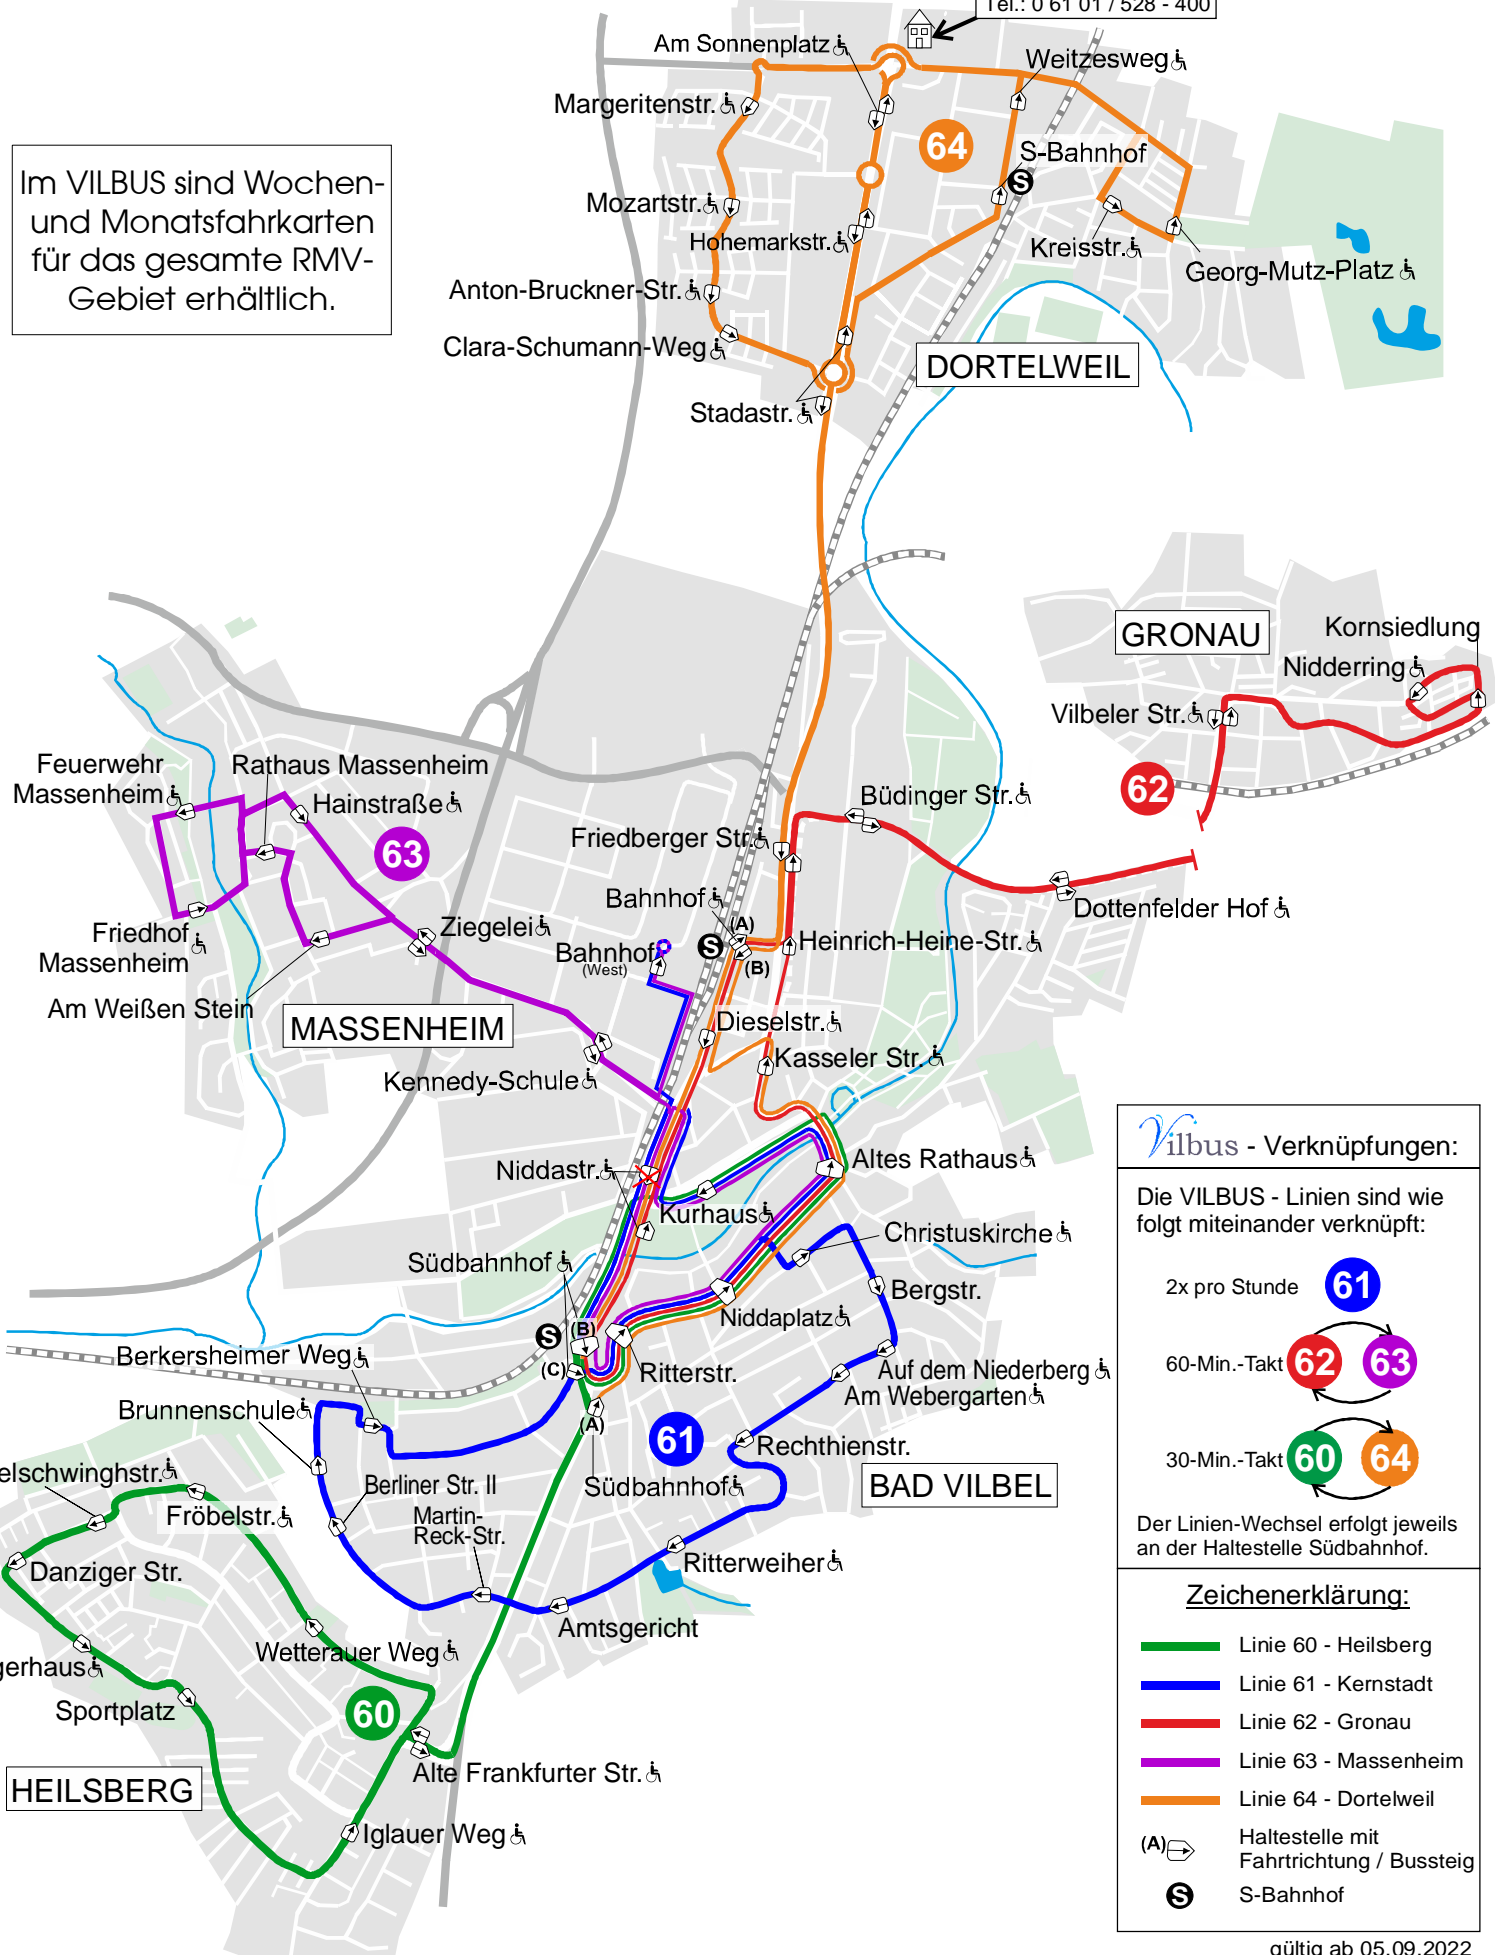 Tel.: 0 61 01 / 528 - 400
Am Sonnenplatz
Weitzesweg
Margeritenstr.
64
S-Bahnhof
S
Im VILBUS sind Wochen-
und Monatsfahrkarten
für das gesamte RMV-
Gebiet erhältlich.
Mozartstr.
Hohemarkstr.
Kreisstr.
Georg-Mutz-Platz
Anton-Bruckner-Str.
Clara-Schumann-Weg
DORTELWEIL
Stadastr.
GRONAU
Kornsiedlung
Nidderring
Vilbeler Str.
62
Feuerwehr
Massenheim
Rathaus Massenheim
Hainstraße
63
Büdinger Str.
Friedberger Str.
Bahnhof
(A)
S
(B)
Dottenfelder Hof
Friedhof
Massenheim
Ziegelei
Bahnhof
(West)
Heinrich-Heine-Str.
Am Weißen Stein
MASSENHEIM
Dieselstr.
Kasseler Str.
Kennedy-Schule
Niddastr.
Altes Rathaus
Kurhaus
Christuskirche
Südbahnhof
Bergstr.
Niddaplatz
S
(B)
(C)
(A)
Ritterstr.
Berkersheimer Weg
Auf dem Niederberg
Am Webergarten
Brunnenschule
61
Rechthienstr.
BAD VILBEL
elschwinghstr.
Berliner Str. II
Südbahnhof
Fröbelstr.
Martin-
Reck-Str.
Danziger Str.
Ritterweiher
Amtsgericht
Wetterauer Weg
gerhaus
Sportplatz
60
Alte Frankfurter Str.
HEILSBERG
Iglauer Weg
Vilbus - Verknüpfungen:
Die VILBUS - Linien sind wie
folgt miteinander verknüpft:
2x pro Stunde 61
60-Min.-Takt 62 63
30-Min.-Takt 60 64
Der Linien-Wechsel erfolgt jeweils
an der Haltestelle Südbahnhof.
Zeichenerklärung:
Linie 60 - Heilsberg
Linie 61 - Kernstadt
Linie 62 - Gronau
Linie 63 - Massenheim
Linie 64 - Dortelweil
(A) Haltestelle mit
Fahrtrichtung / Bussteig
S S-Bahnhof
gültig ab 05.09.2022